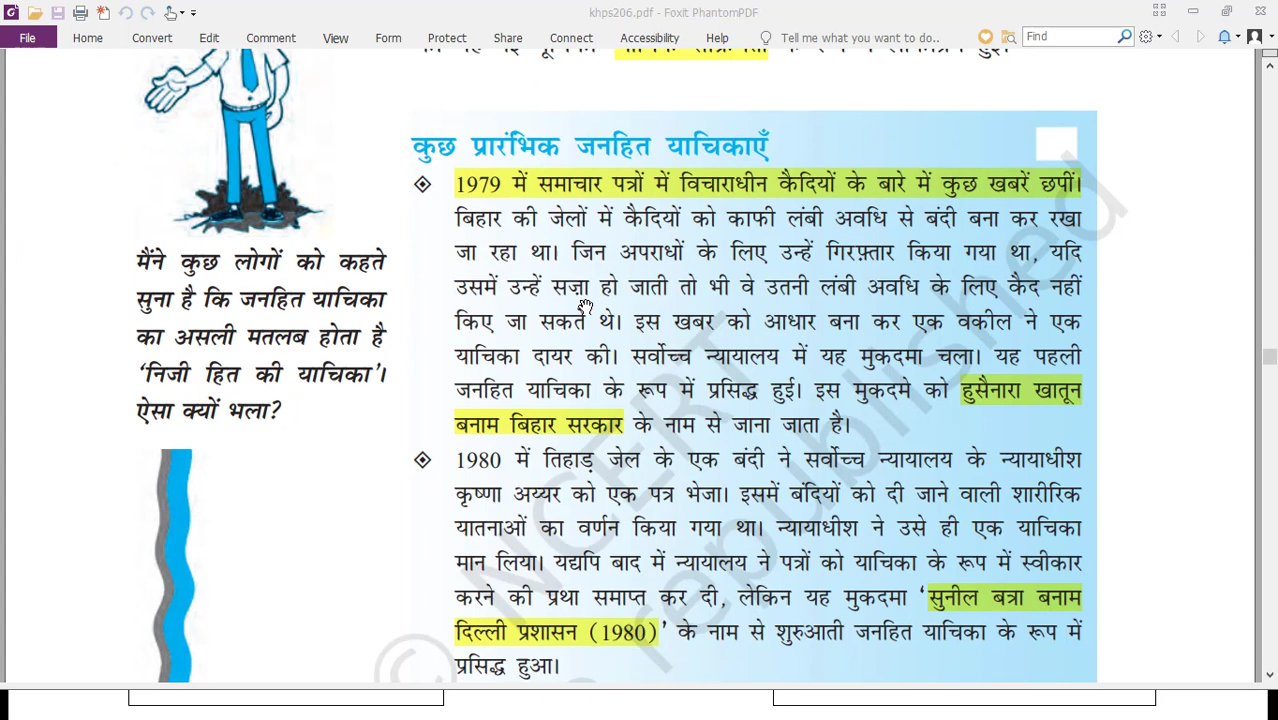 khps206.pdf - Foxit PhantomPDF
File Home Convert Edit Comment View Form Protect Share Connect Accessibility Help Tell me what you want to do.. Find
कुछ प्रारंभिक जनहित याचिकाएँ
1979 में समाचार पत्रों में विचाराधीन कैदियों के बारे में कुछ खबरें छपीं।
बिहार की जेलों में कैदियों को काफी लंबी अवधि से बंदी बना कर रखा
जा रहा था। जिन अपराधों के लिए उन्हें गिरफ़्तार किया गया था, यदि
उसमें उन्हें सज़ा हो जाती तो भी वे उतनी लंबी अवधि के लिए कैद नहीं
किए जा सकते थे। इस खबर को आधार बना कर एक वकील ने एक
याचिका दायर की। सर्वोच्च न्यायालय में यह मुकदमा चला। यह पहली
जनहित याचिका के रूप में प्रसिद्ध हुई। इस मुकदमे को हुसैनारा खातून
बनाम बिहार सरकार के नाम से जाना जाता है।
1980 में तिहाड़ जेल के एक बंदी ने सर्वोच्च न्यायालय के न्यायाधीश
कृष्णा अय्यर को एक पत्र भेजा। इसमें बंदियों को दी जाने वाली शारीरिक
यातनाओं का वर्णन किया गया था। न्यायाधीश ने उसे ही एक याचिका
मान लिया। यद्यपि बाद में न्यायालय ने पत्रों को याचिका के रूप में स्वीकार
करने की प्रथा समाप्त कर दी, लेकिन यह मुकदमा ‘सुनील बत्रा बनाम
दिल्ली प्रशासन (1980)’ के नाम से शुरुआती जनहित याचिका के रूप में
प्रसिद्ध हुआ।
मैंने कुछ लोगों को कहते
सुना है कि जनहित याचिका
का असली मतलब होता है
‘निजी हित की याचिका’।
ऐसा क्यों भला?
© NCERT
republished